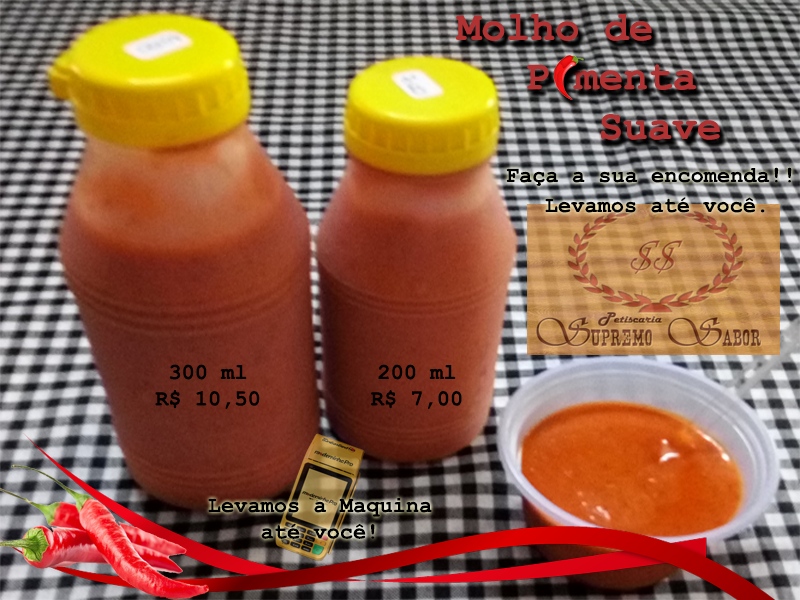 Molho de
Pimenta
Suave
Faça a sua encomenda!!
Levamos até você.
SS
Petiscaria
Supremo Sabor
300 ml
R$ 10,50
200 ml
R$ 7,00
Levamos a Maquina
até você!